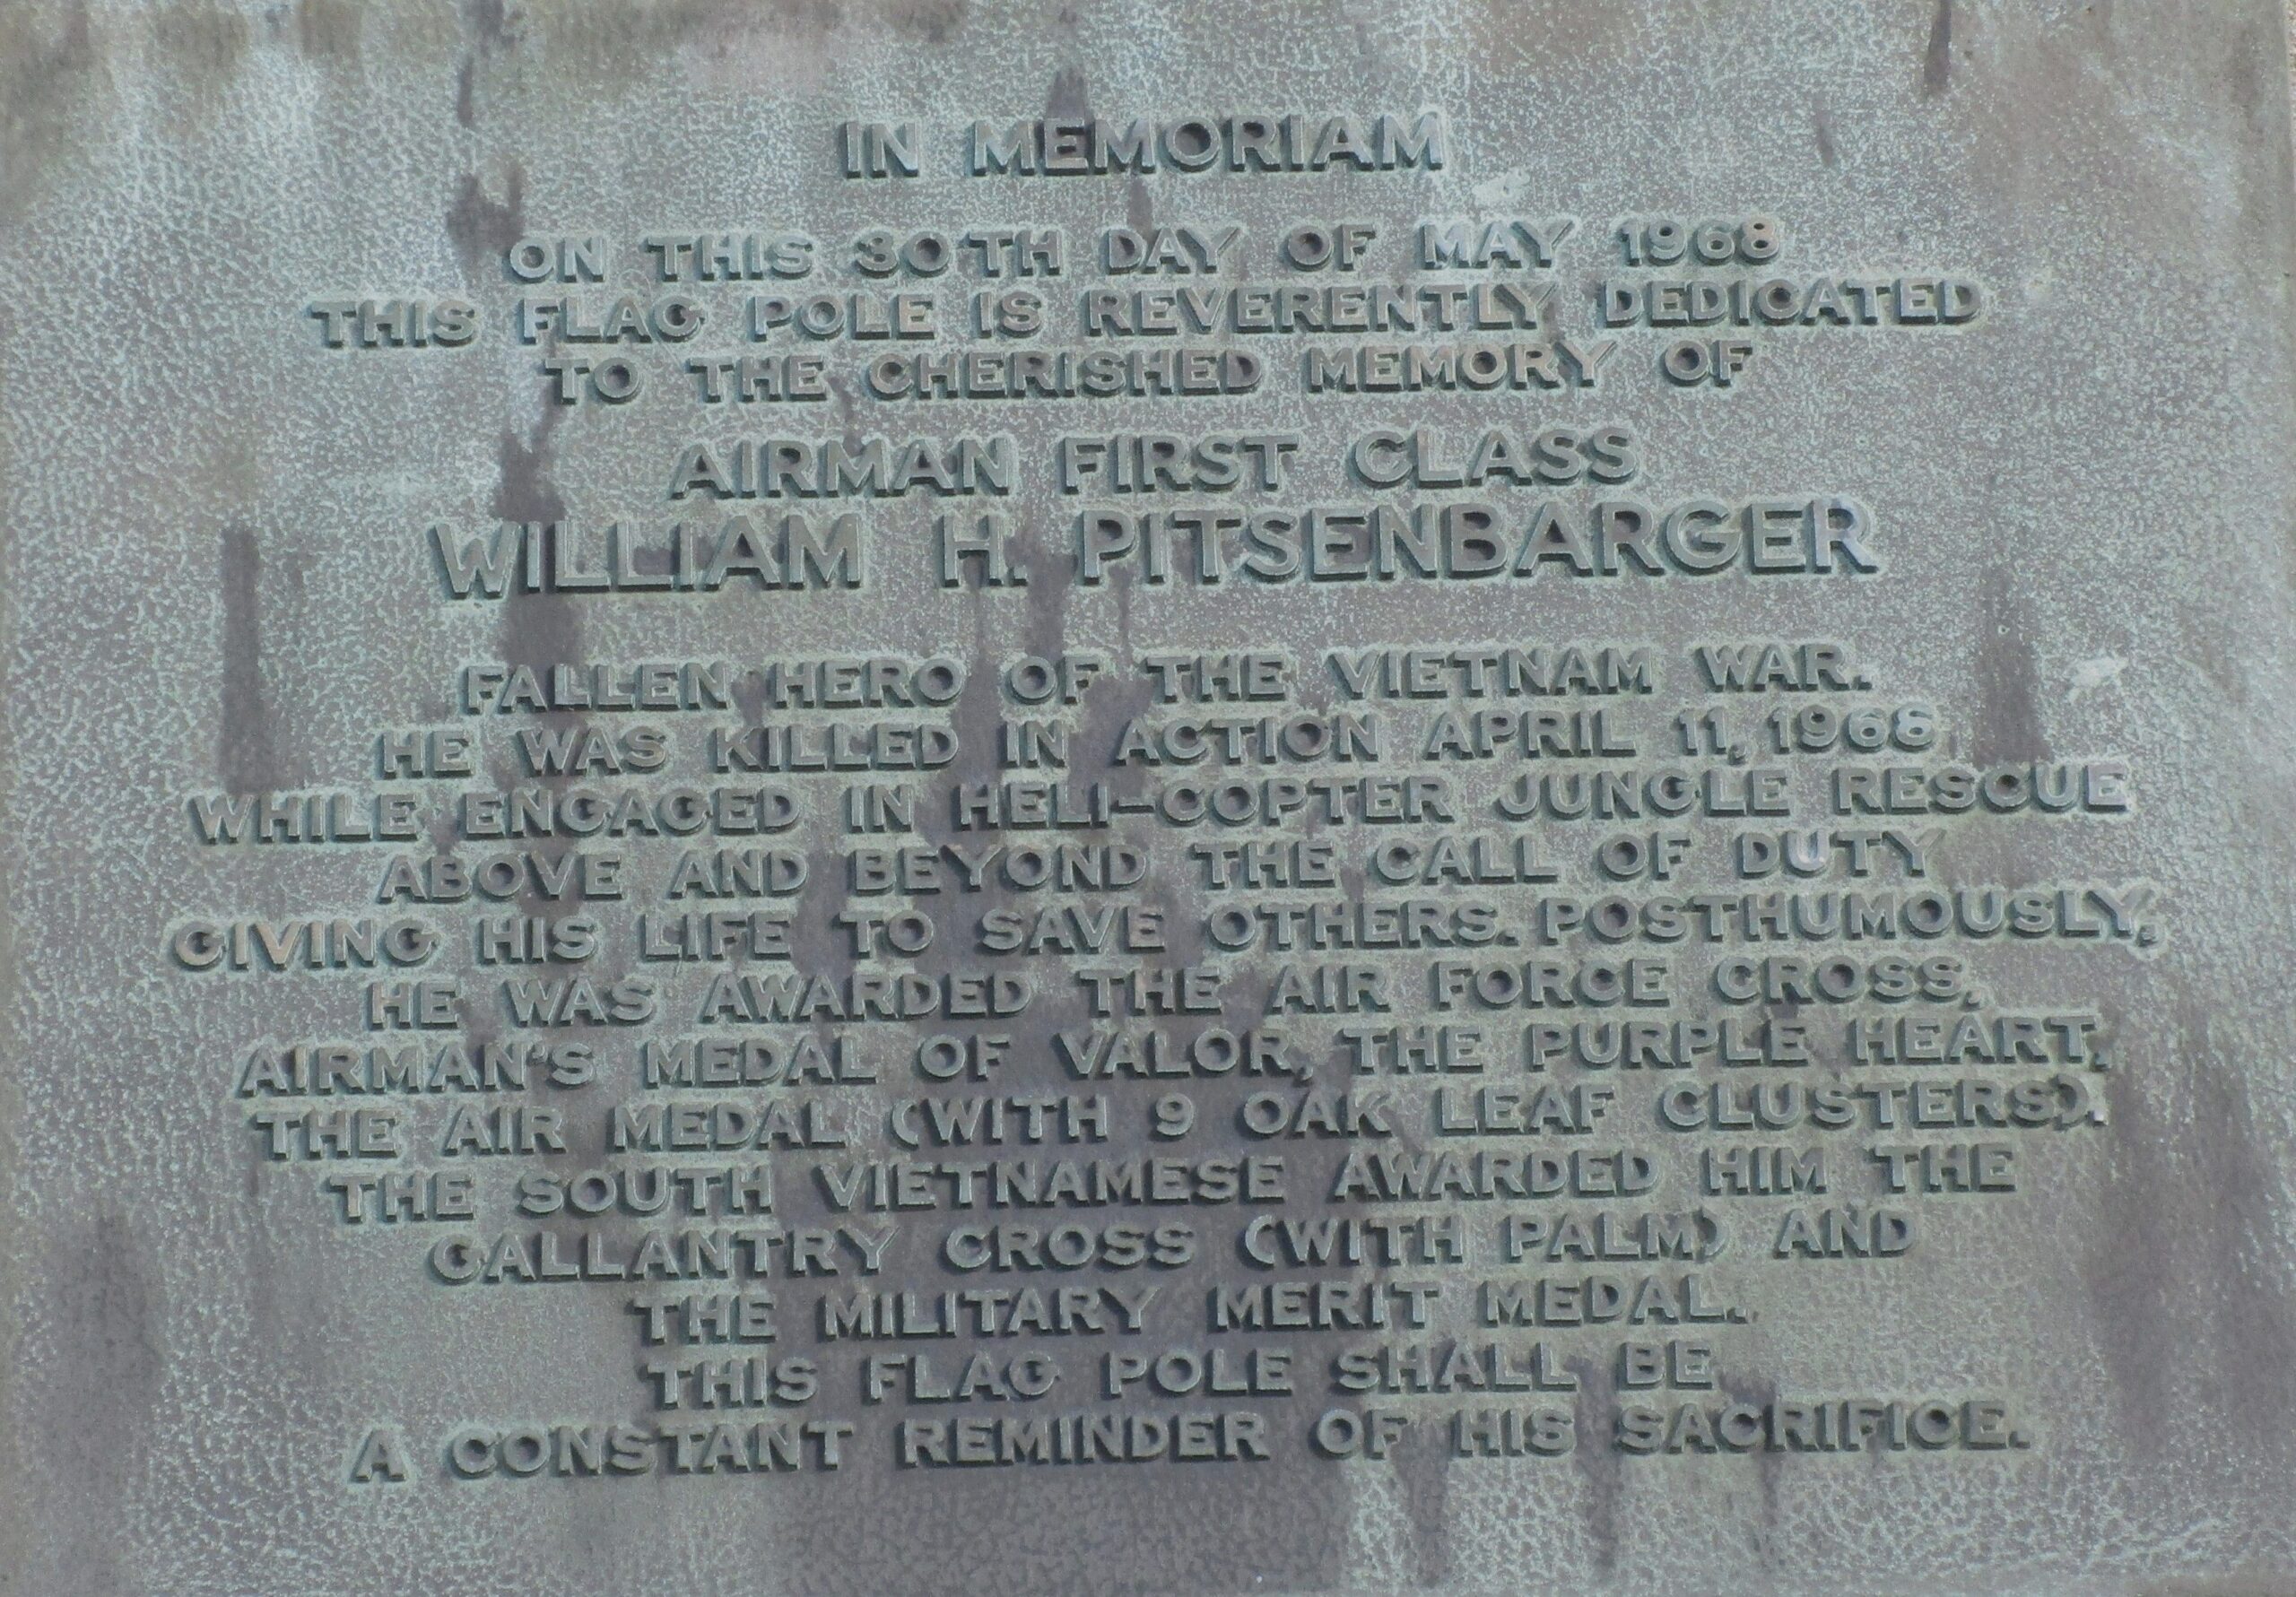 IN MEMORIAM
ON THIS 30TH DAY OF MAY 1968
THIS FLAG POLE IS REVERENTLY DEDICATED
TO THE CHERISHED MEMORY OF
AIRMAN FIRST CLASS
WILLIAM H. PITSENBARGER
FALLEN HERO OF THE VIETNAM WAR.
HE WAS KILLED IN ACTION APRIL 11, 1966
WHILE ENGAGED IN HELI-COPTER JUNGLE RESCUE
ABOVE AND BEYOND THE CALL OF DUTY
GIVING HIS LIFE TO SAVE OTHERS. POSTHUMOUSLY,
HE WAS AWARDED THE AIR FORCE CROSS,
AIRMAN'S MEDAL OF VALOR, THE PURPLE HEART,
THE AIR MEDAL (WITH 9 OAK LEAF CLUSTERS).
THE SOUTH VIETNAMESE AWARDED HIM THE
GALLANTRY CROSS (WITH PALM) AND
THE MILITARY MERIT MEDAL.
THIS FLAG POLE SHALL BE
A CONSTANT REMINDER OF HIS SACRIFICE.